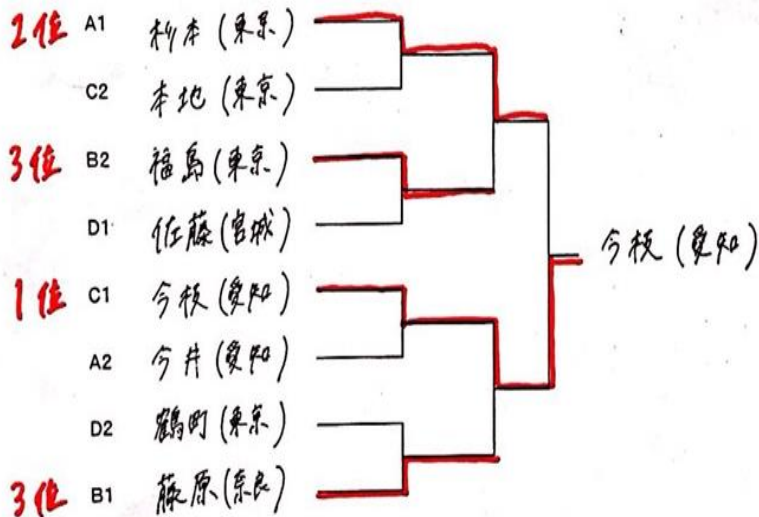 2位 A1 杉本(東京)
C2 本地(東京)
3位 B2 福島(東京)
D1 佐藤(宮城)
今枝(愛知)
1位 C1 今枝(愛知)
A2 今井(愛知)
D2 鶴町(東京)
3位 B1 藤原(奈良)